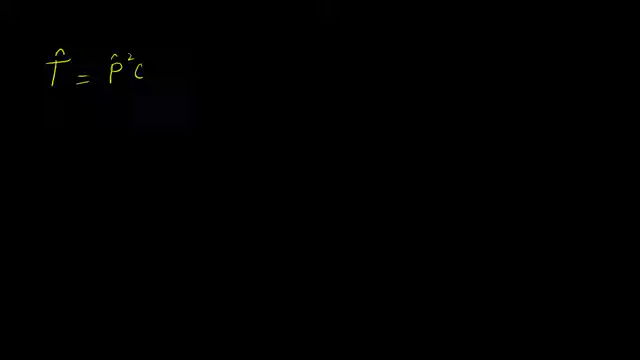 T̂ = p̂²c